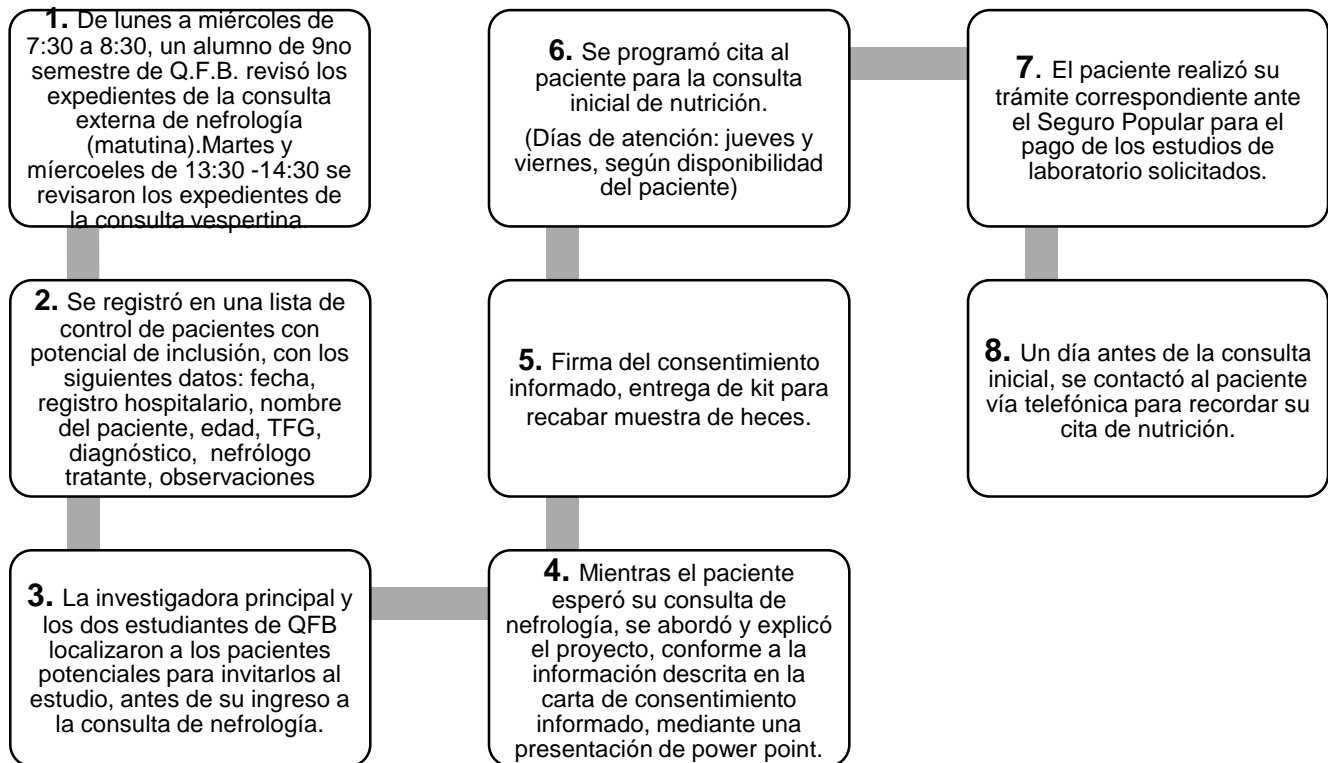 1. De lunes a miércoles de
7:30 a 8:30, un alumno de 9no
semestre de Q.F.B. revisó los
expedientes de la consulta
externa de nefrología
(matutina).Martes y
míercoeles de 13:30 -14:30 se
revisaron los expedientes de
la consulta vespertina.
2. Se registró en una lista de
control de pacientes con
potencial de inclusión, con los
siguientes datos: fecha,
registro hospitalario, nombre
del paciente, edad, TFG,
diagnóstico, nefrólogo
tratante, observaciones
3. La investigadora principal y
los dos estudiantes de QFB
localizaron a los pacientes
potenciales para invitarlos al
estudio, antes de su ingreso a
la consulta de nefrología.
4. Mientras el paciente
esperó su consulta de
nefrología, se abordó y explicó
el proyecto, conforme a la
información descrita en la
carta de consentimiento
informado, mediante una
presentación de power point.
5. Firma del consentimiento
informado, entrega de kit para
recabar muestra de heces.
6. Se programó cita al
paciente para la consulta
inicial de nutrición.
(Días de atención: jueves y
viernes, según disponibilidad
del paciente)
7. El paciente realizó su
trámite correspondiente ante
el Seguro Popular para el
pago de los estudios de
laboratorio solicitados.
8. Un día antes de la consulta
inicial, se contactó al paciente
vía telefónica para recordar su
cita de nutrición.